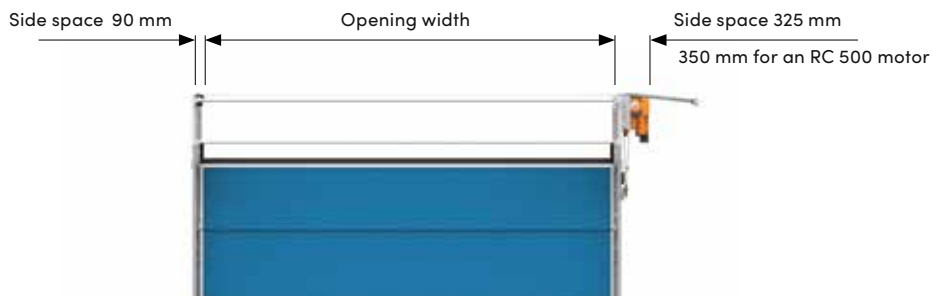 Side space 90 mm
Opening width
Side space 325 mm
350 mm for an RC 500 motor